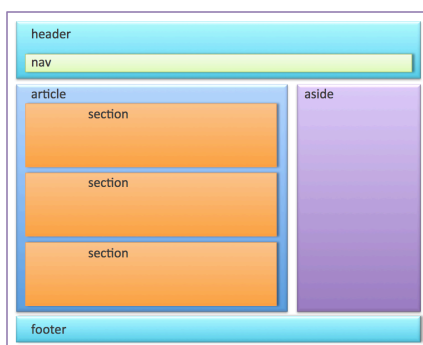 header
nav
article
section
section
section
aside
footer